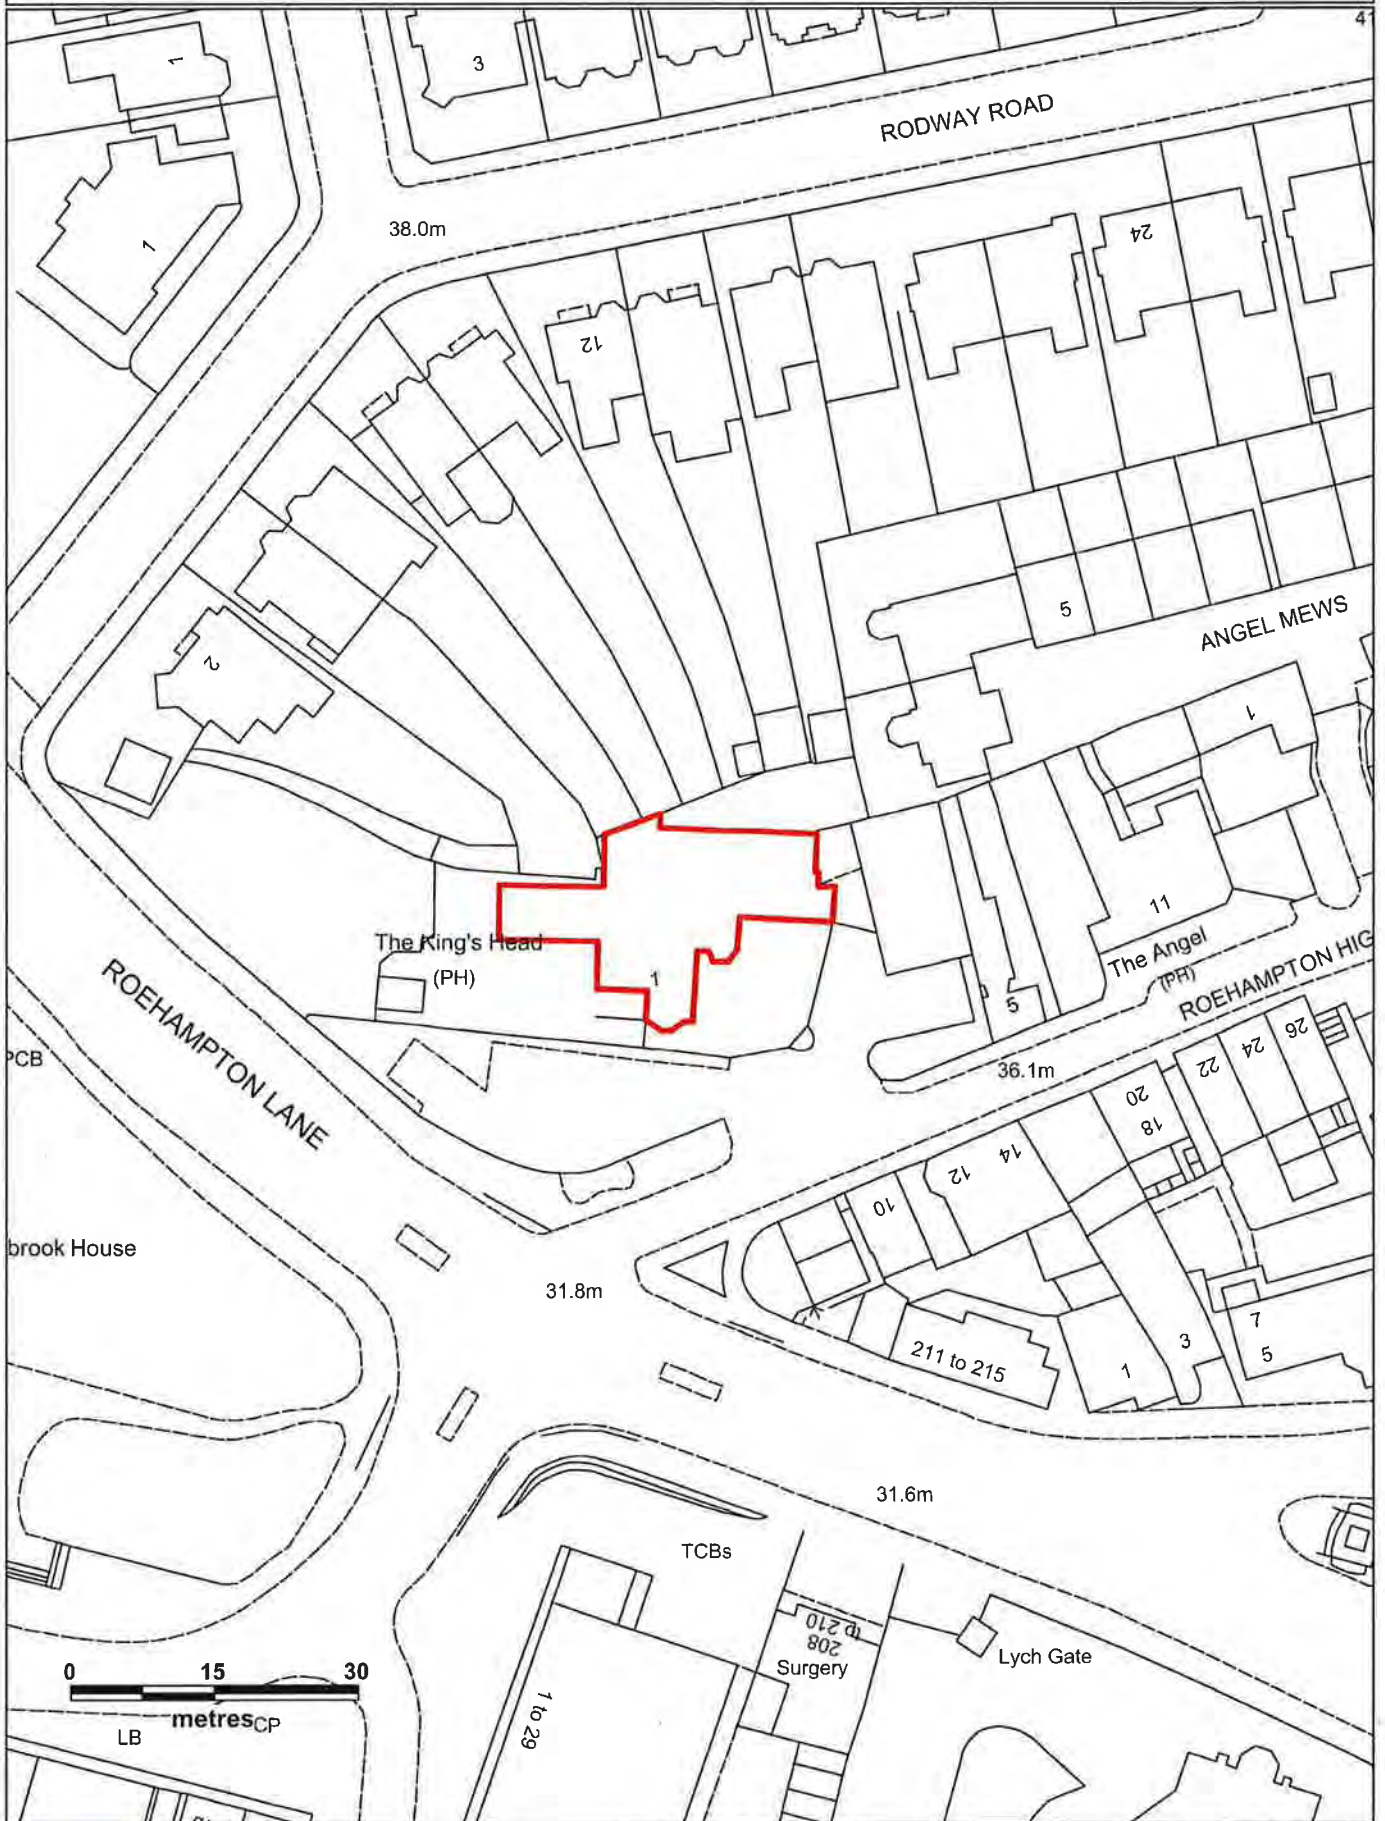 41
1
3
RODWAY ROAD
1
38.0m
24
12
5
ANGEL MEWS
2
1
11
The King's Head
(PH)
1
The Angel
(PH)
5
ROEHAMPTON HIG
ROEHAMPTON LANE
PCB
36.1m
26
24
22
20
18
14
12
10
brook House
31.8m
211 to 215
1
3
7
5
31.6m
TCBs
208
to 210
Surgery
Lych Gate
1 to 29
0 15 30
metres
CP
LB